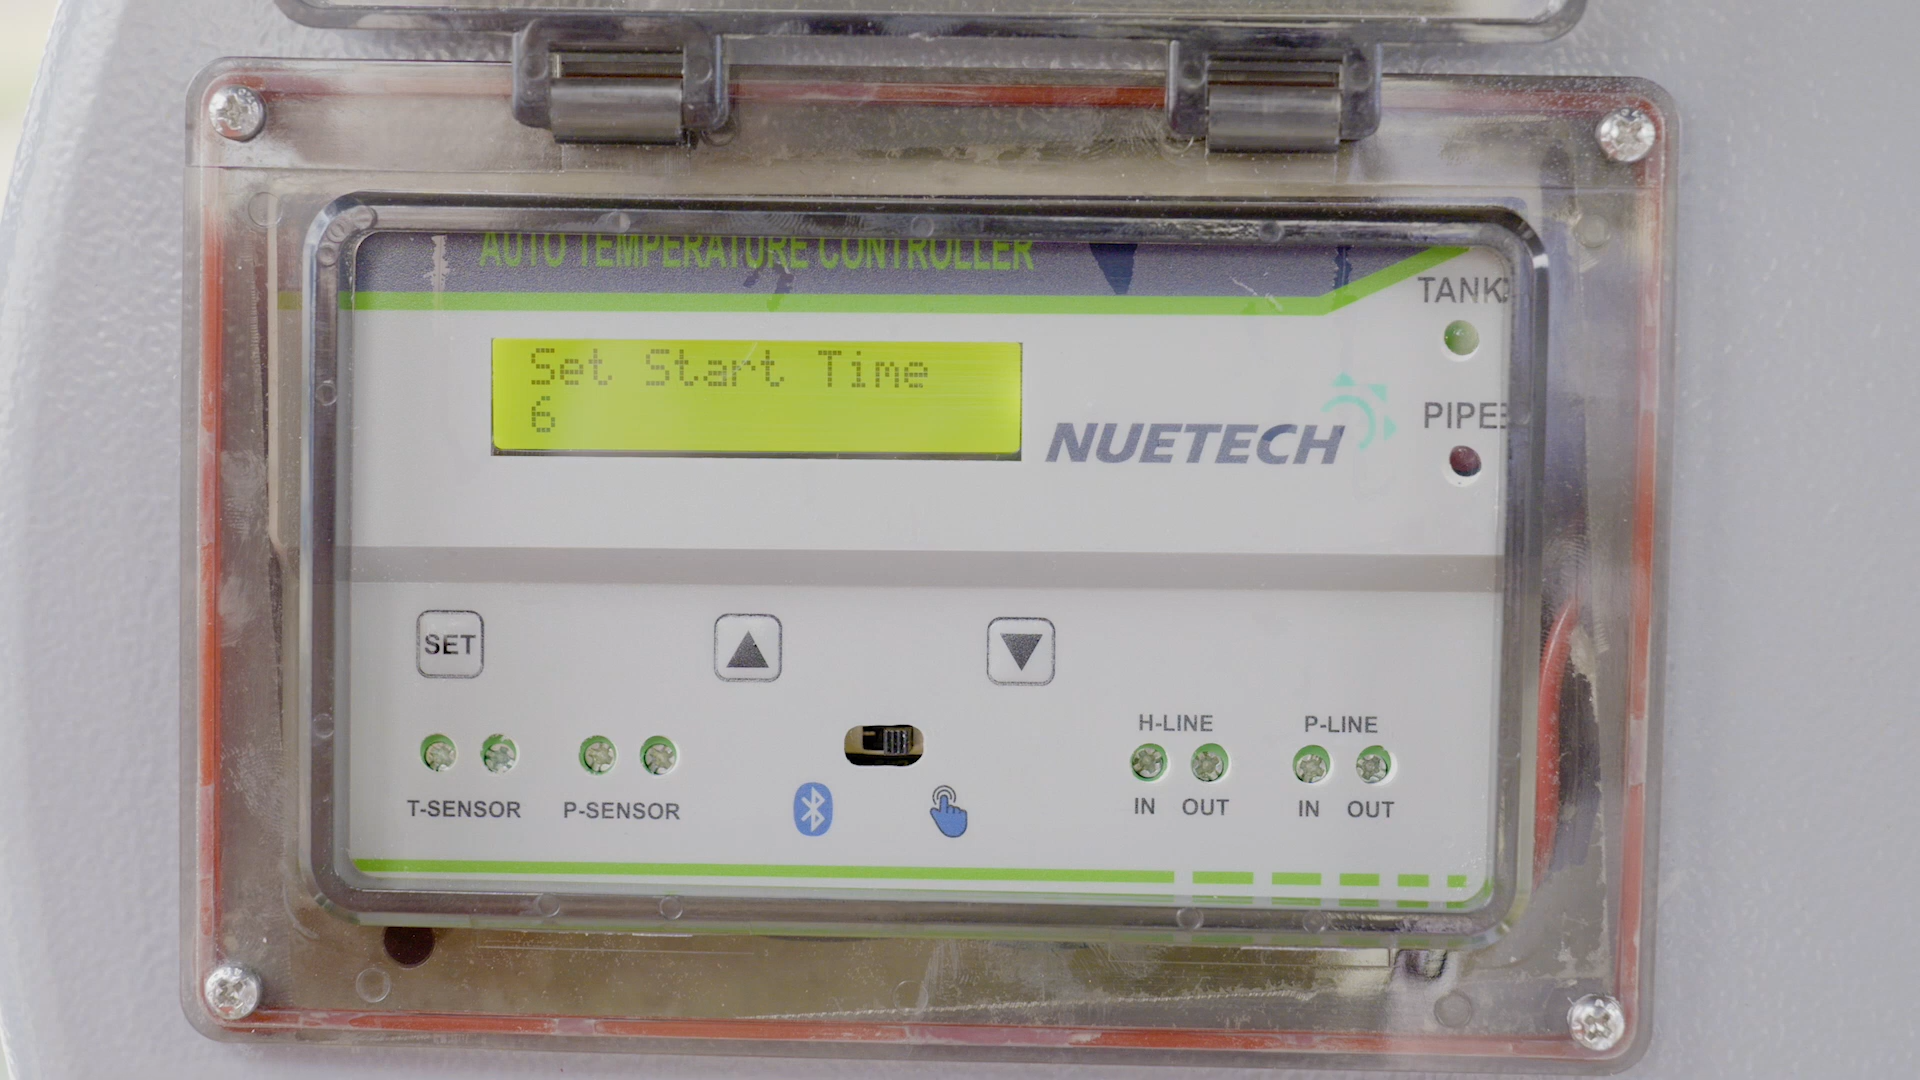 AUTO TEMPERATURE CONTROLLER
TANK
Set Start Time
6
NUETECH
PIPE
SET
H-LINE P-LINE
T-SENSOR P-SENSOR
IN OUT IN OUT